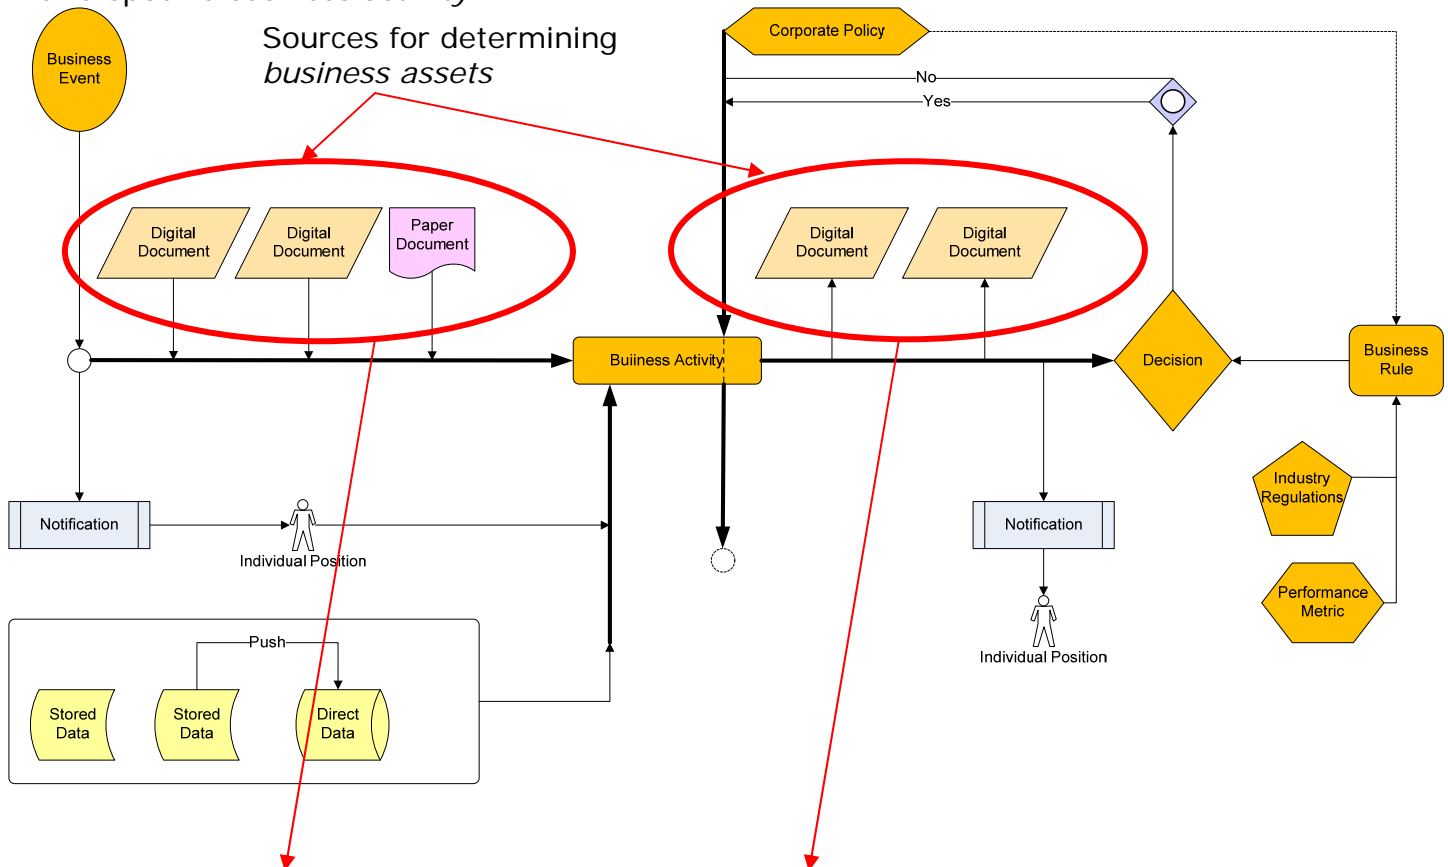 Business
Event
Sources for determining
business assets
Corporate Policy
No
Yes
Digital
Document
Digital
Document
Paper
Document
Digital
Document
Digital
Document
Buiiness Activity
Decision
Business
Rule
Industry
Regulations
Notification
Individual Position
Notification
Performance
Metric
Individual Position
Push
Stored
Data
Stored
Data
Direct
Data